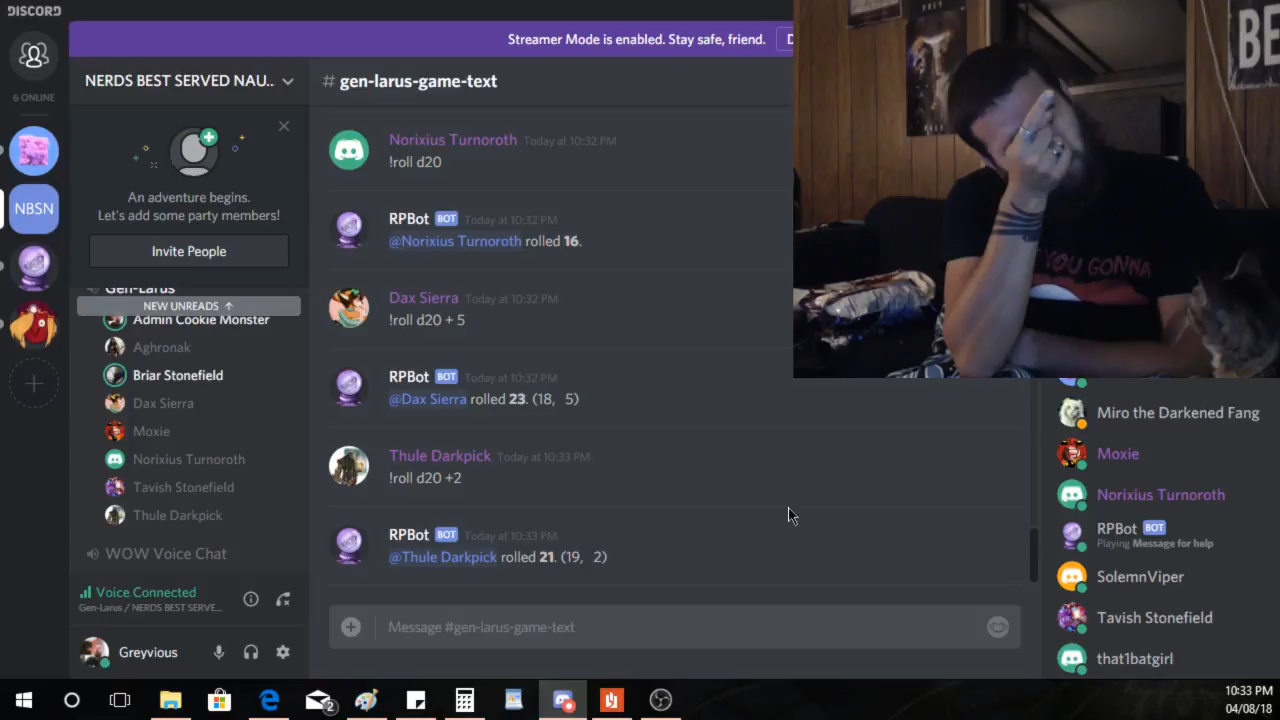 DISCORD
Streamer Mode is enabled. Stay safe, friend.
6 ONLINE
NBSN
NERDS BEST SERVED NAU...
An adventure begins.
Let's add some party members!
Invite People
Gen-Larus
NEW UNREADS ↑
Admin Cookie Monster
Aghronak
Briar Stonefield
Dax Sierra
Moxie
Norixius Turnoroth
Tavish Stonefield
Thule Darkpick
WOW Voice Chat
Voice Connected
Gen-Larus / NERDS BEST SERVE...
Greyvious
# gen-larus-game-text
Norixius Turnoroth Today at 10:32 PM
!roll d20
RPBot BOT Today at 10:32 PM
@Norixius Turnoroth rolled 16.
Dax Sierra Today at 10:32 PM
!roll d20 + 5
RPBot BOT Today at 10:32 PM
@Dax Sierra rolled 23. (18, 5)
Thule Darkpick Today at 10:33 PM
!roll d20 +2
RPBot BOT Today at 10:33 PM
@Thule Darkpick rolled 21. (19, 2)
Message #gen-larus-game-text
PREY
BE
YOU GONNA
Miro the Darkened Fang
Moxie
Norixius Turnoroth
RPBot BOT
Playing Message for help
SolemnViper
Tavish Stonefield
that1batgirl
2
10:33 PM
04/08/18